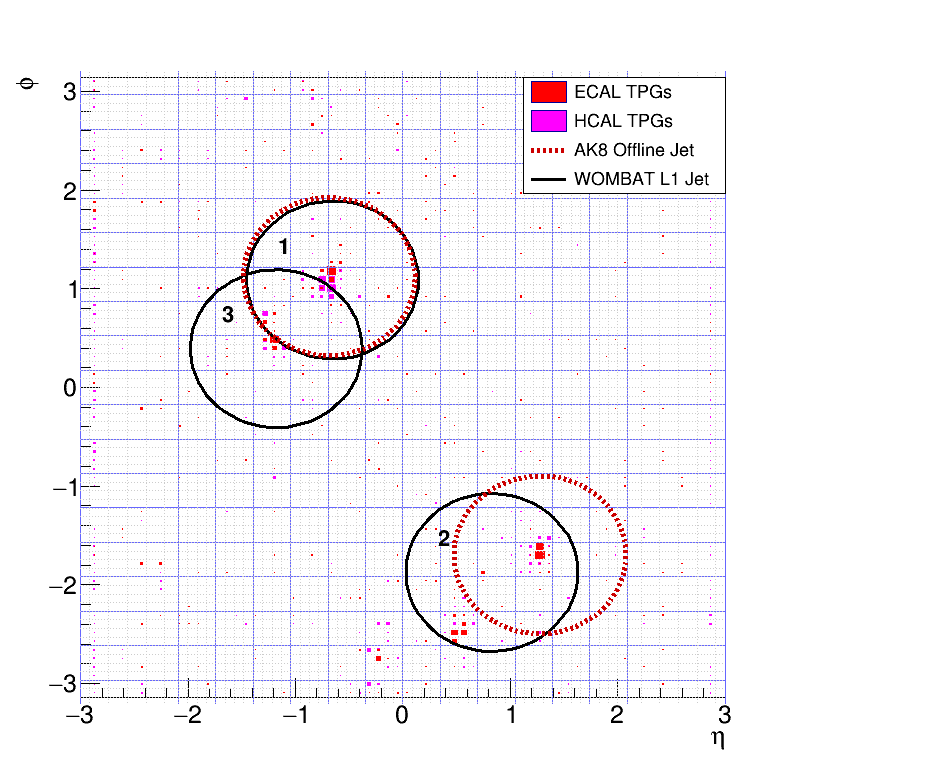 ϕ
3
2
1
0
−1
−2
−3
ECAL TPGs
HCAL TPGs
AK8 Offline Jet
WOMBAT L1 Jet
1
3
2
−3 −2 −1 0 1 2 3
η